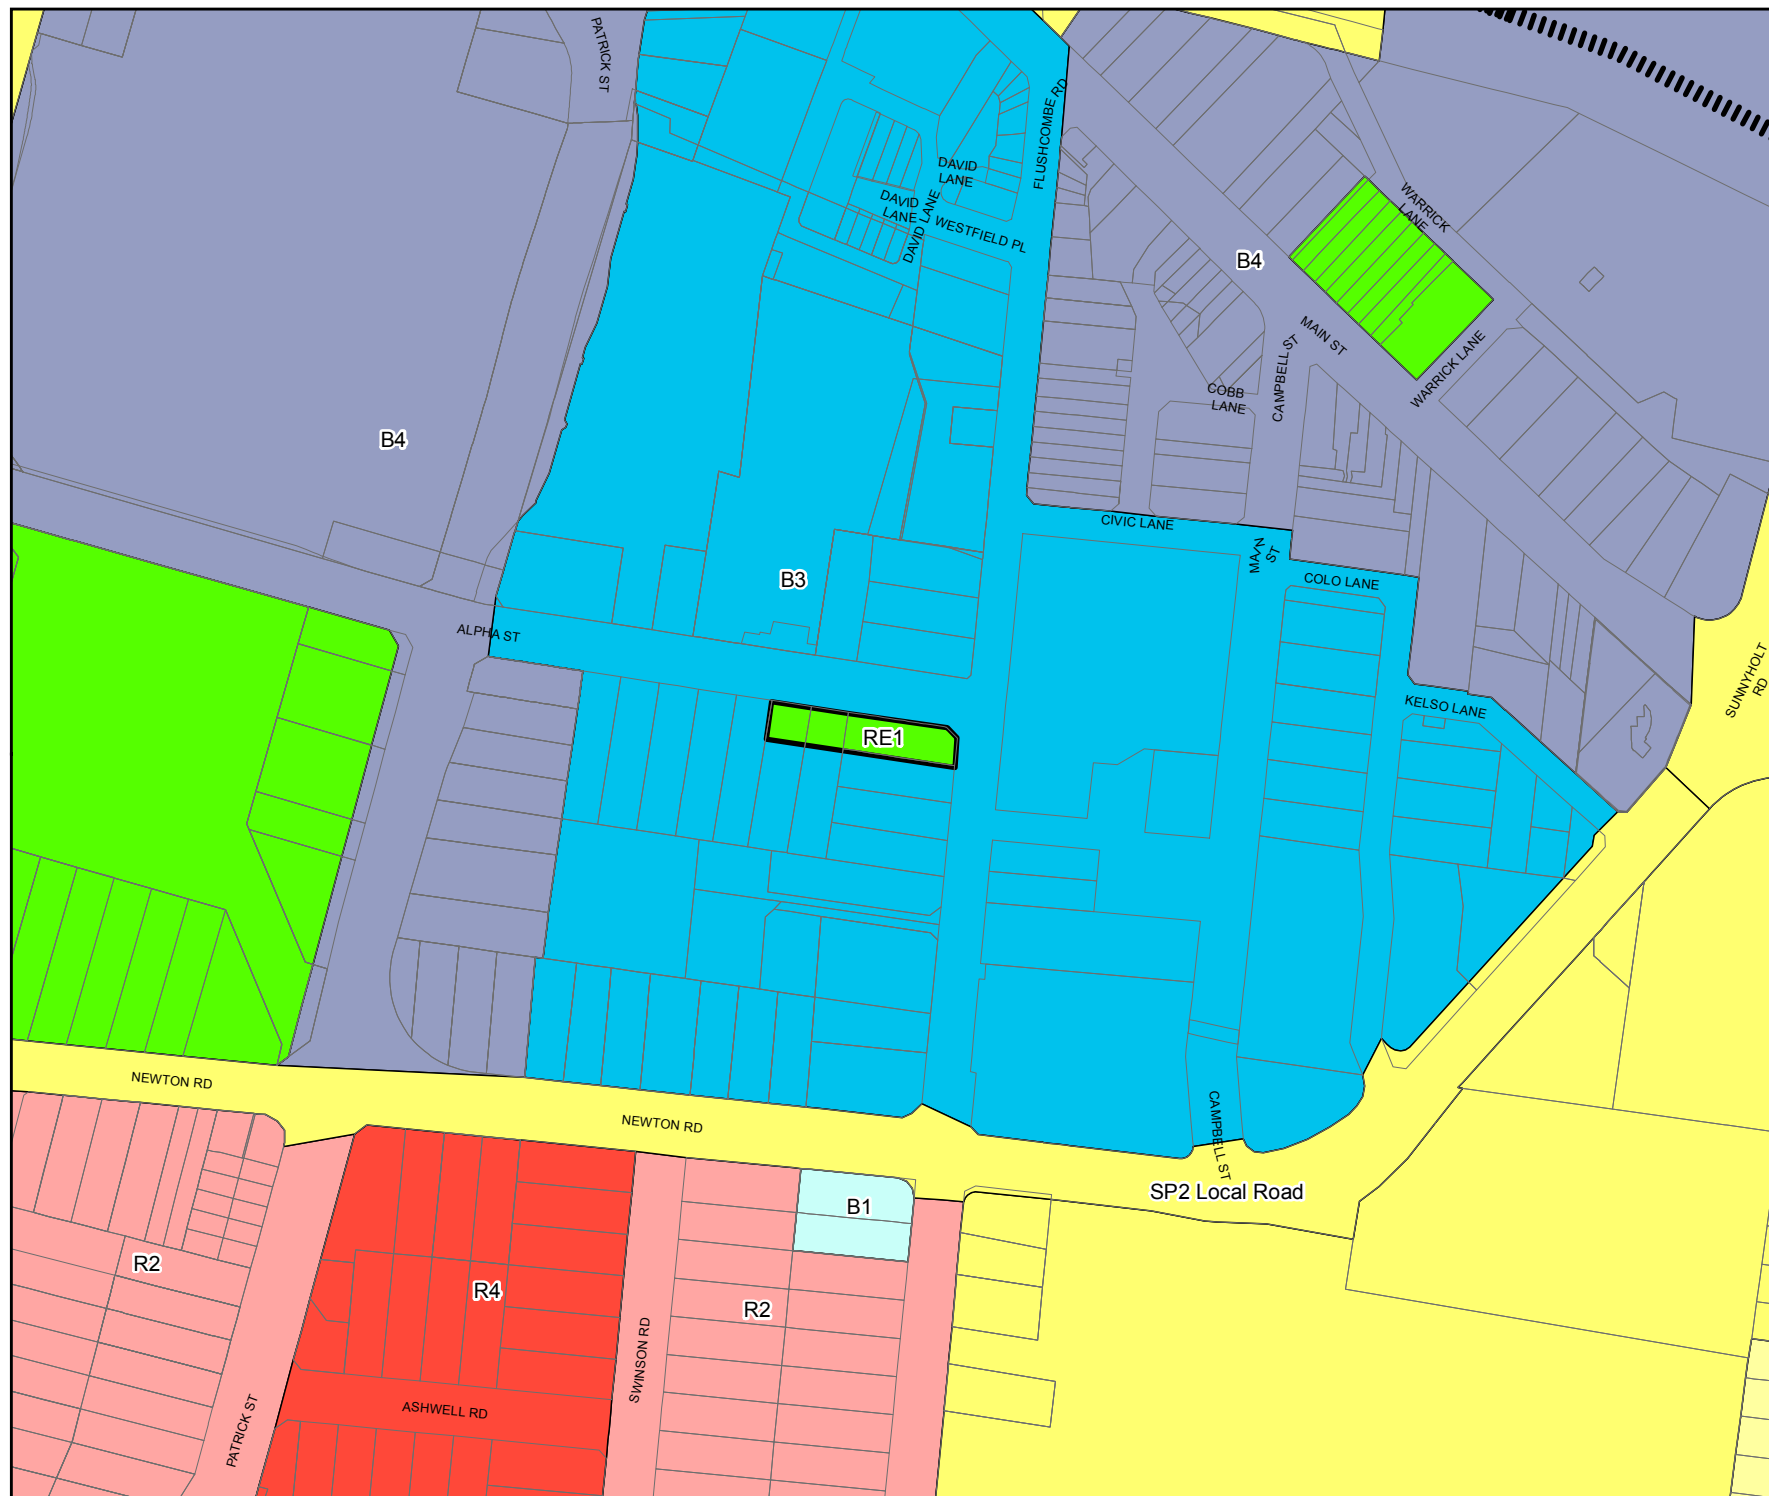 PATRICK ST
FLUSHCOMBE RD
DAVID
LANE
DAVID
LANE
DAVID LANE
WESTFIELD PL
WARRICK
LANE
B4
MAIN ST
WARRICK LANE
CAMPBELL ST
COBB
LANE
B4
CIVIC LANE
MAIN
ST
COLO LANE
B3
ALPHA ST
SUNNYHOLT
RD
KELSO LANE
RE1
NEWTON RD
NEWTON RD
CAMPBELL ST
SP2 Local Road
B1
R2
R4
R2
SWINSON RD
ASHWELL RD
PATRICK ST